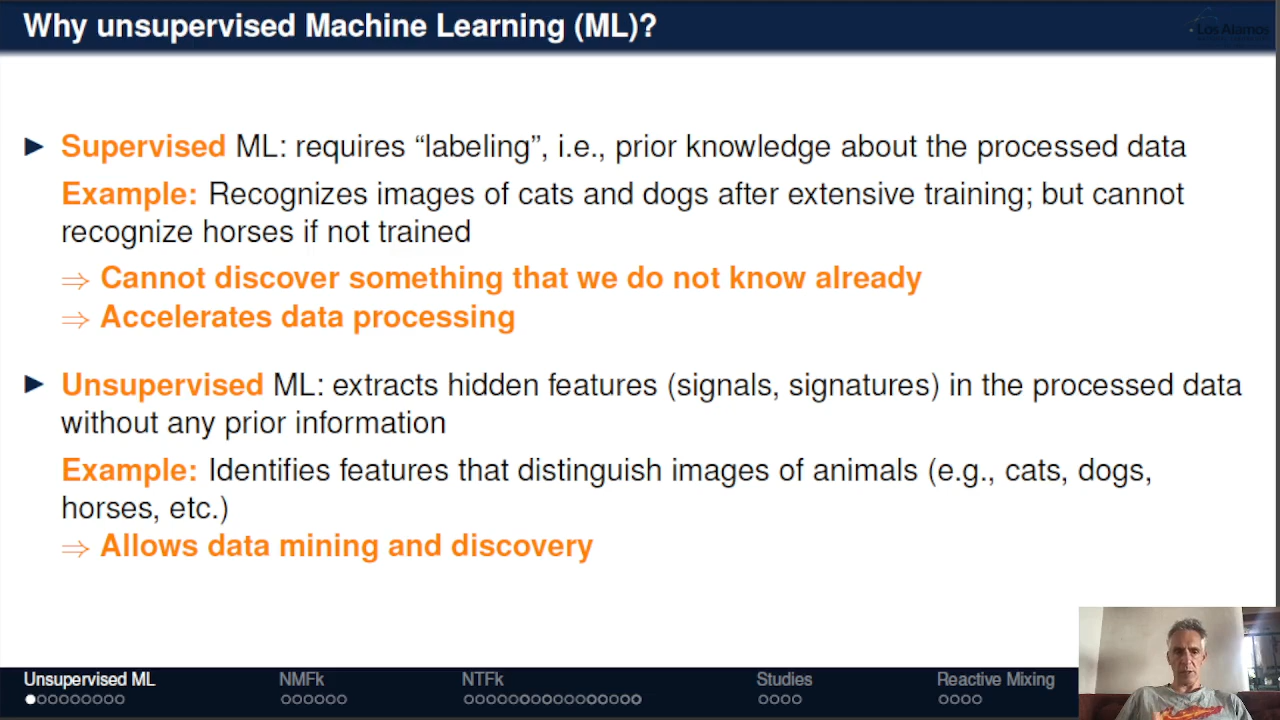 Why unsupervised Machine Learning (ML)?
Los Alamos
► Supervised ML: requires “labeling”, i.e., prior knowledge about the processed data
Example: Recognizes images of cats and dogs after extensive training; but cannot
recognize horses if not trained
⇒ Cannot discover something that we do not know already
⇒ Accelerates data processing
► Unsupervised ML: extracts hidden features (signals, signatures) in the processed data
without any prior information
Example: Identifies features that distinguish images of animals (e.g., cats, dogs,
horses, etc.)
⇒ Allows data mining and discovery
Unsupervised ML NMFk NTFk Studies Reactive Mixing